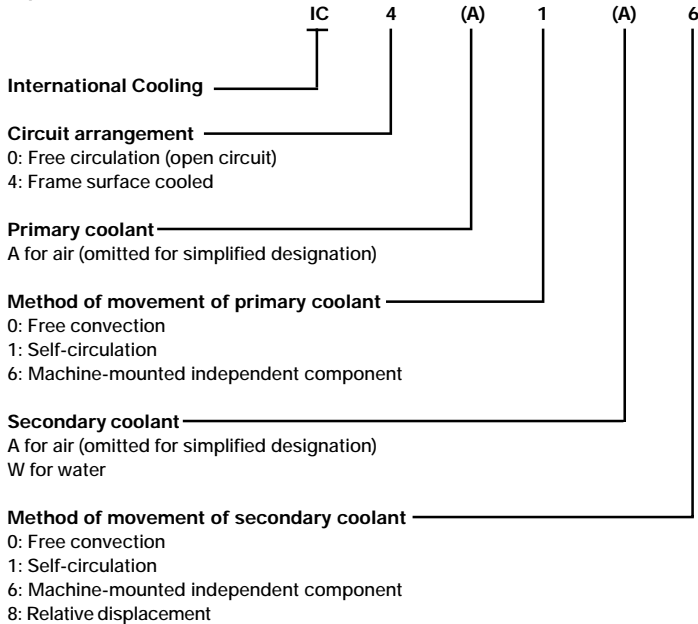 IC 4 (A) 1 (A) 6
International Cooling
Circuit arrangement
0: Free circulation (open circuit)
4: Frame surface cooled
Primary coolant
A for air (omitted for simplified designation)
Method of movement of primary coolant
0: Free convection
1: Self-circulation
6: Machine-mounted independent component
Secondary coolant
A for air (omitted for simplified designation)
W for water
Method of movement of secondary coolant
0: Free convection
1: Self-circulation
6: Machine-mounted independent component
8: Relative displacement